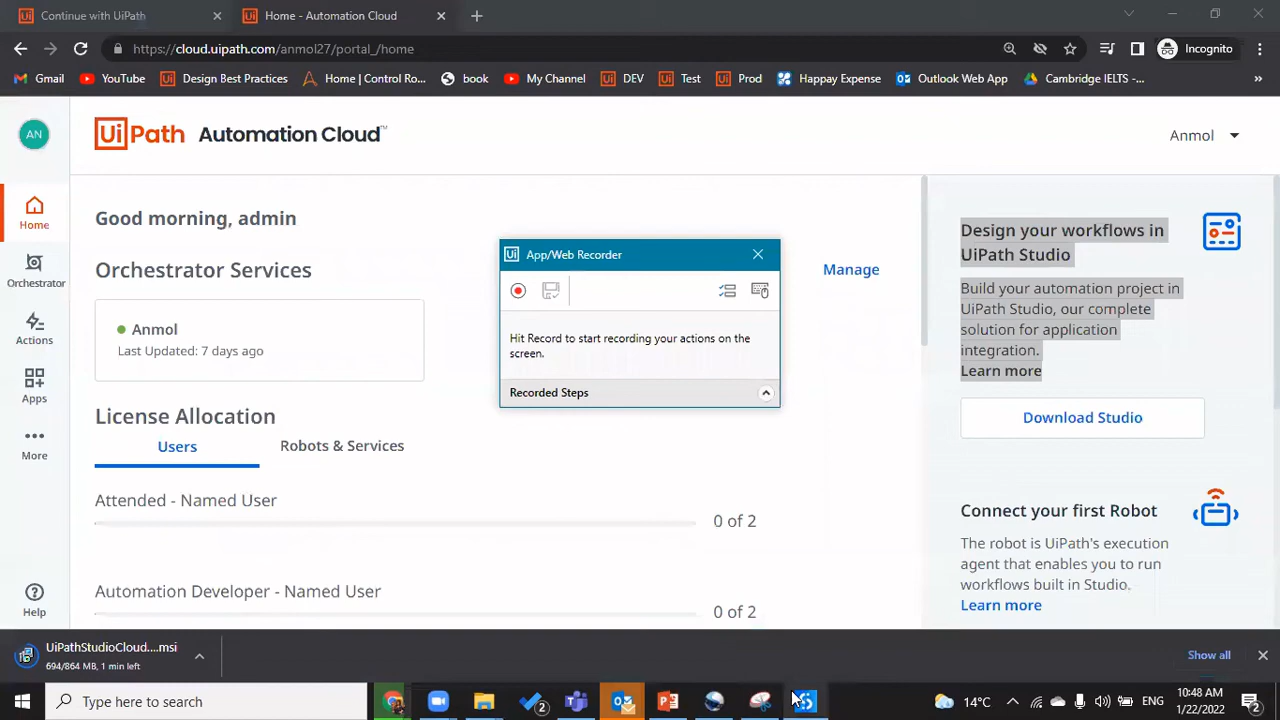 Continue with UiPath
Home - Automation Cloud
https://cloud.uipath.com/anmol27/portal_/home
Incognito
Gmail
YouTube
Design Best Practices
Home | Control Ro...
book
My Channel
DEV
Test
Prod
Happay Expense
Outlook Web App
Cambridge IELTS -...
»
AN
UiPath Automation Cloud™
Anmol
Home
Orchestrator
Actions
Apps
More
Help
Good morning, admin
Orchestrator Services
Manage
Anmol
Last Updated: 7 days ago
License Allocation
Users
Robots & Services
Attended - Named User
0 of 2
Automation Developer - Named User
0 of 2
Ui App/Web Recorder
Hit Record to start recording your actions on the
screen.
Recorded Steps
Design your workflows in
UiPath Studio
Build your automation project in
UiPath Studio, our complete
solution for application
integration.
Learn more
Download Studio
Connect your first Robot
The robot is UiPath's execution
agent that enables you to run
workflows built in Studio.
Learn more
UiPathStudioCloud....msi
694/864 MB, 1 min left
Show all
Type here to search
2
14°C
ENG
10:48 AM
1/22/2022
2